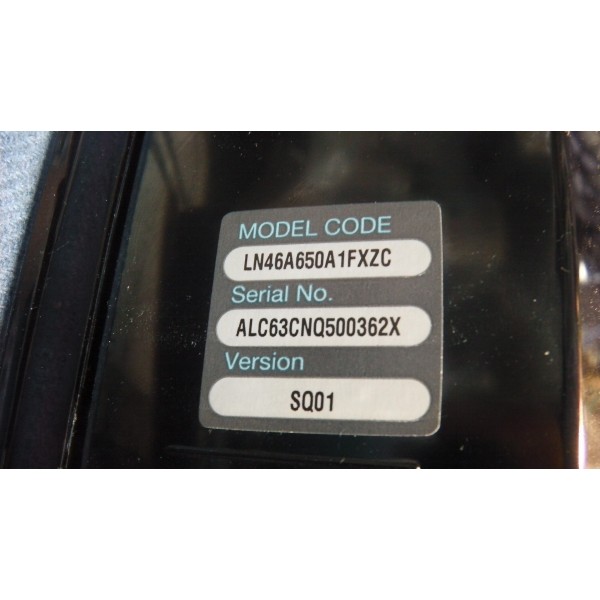 MODEL CODE
LN46A650A1FXZC
Serial No.
ALC63CNQ500362X
Version
SQ01